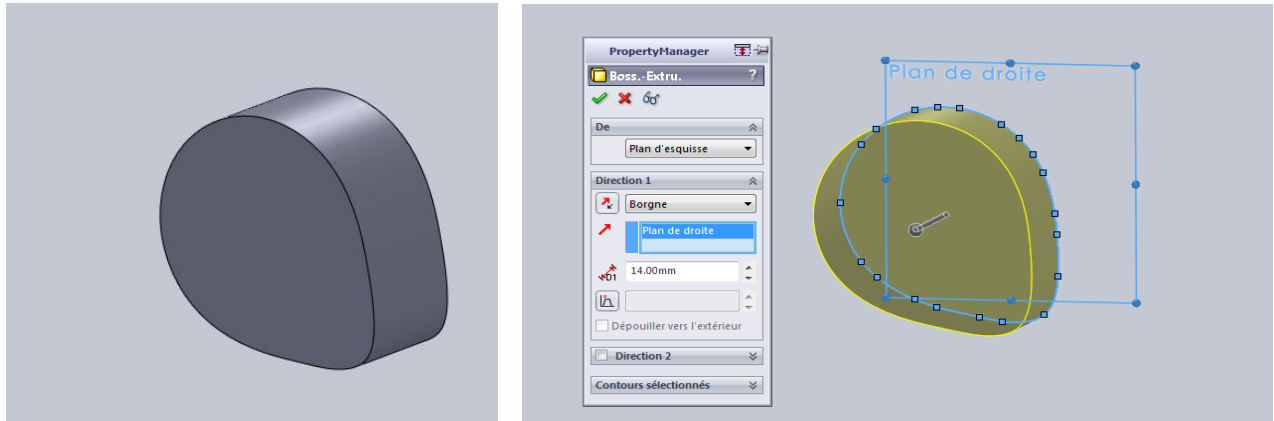 PropertyManager
Boss.-Extru. ?
De
Plan d'esquisse
Direction 1
Borgne
Plan de droite
D1 14.00mm
Dépouiller vers l'extérieur
Direction 2
Contours sélectionnés
Plan de droite